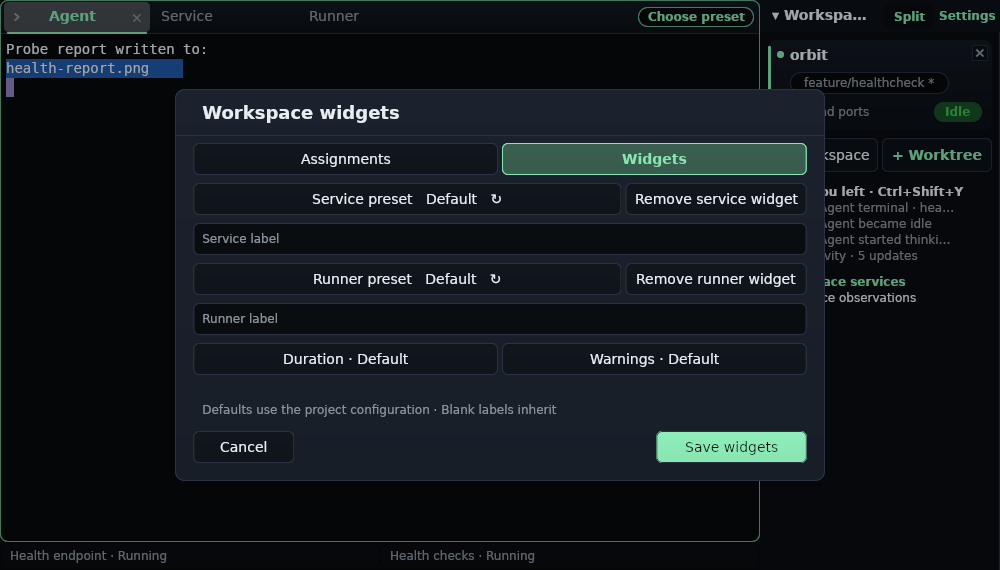 Agent × Service Runner Choose preset
▾ Workspa... Split Settings
Probe report written to:
health-report.png
orbit ×
feature/healthcheck *
nd ports Idle
kspace + Worktree
ou left · Ctrl+Shift+Y
Agent terminal · hea...
Agent became idle
Agent started thinki...
vity · 5 updates
ace services
ce observations
Workspace widgets
Assignments Widgets
Service preset Default ↻ Remove service widget
Service label
Runner preset Default ↻ Remove runner widget
Runner label
Duration · Default Warnings · Default
Defaults use the project configuration · Blank labels inherit
Cancel Save widgets
Health endpoint · Running Health checks · Running